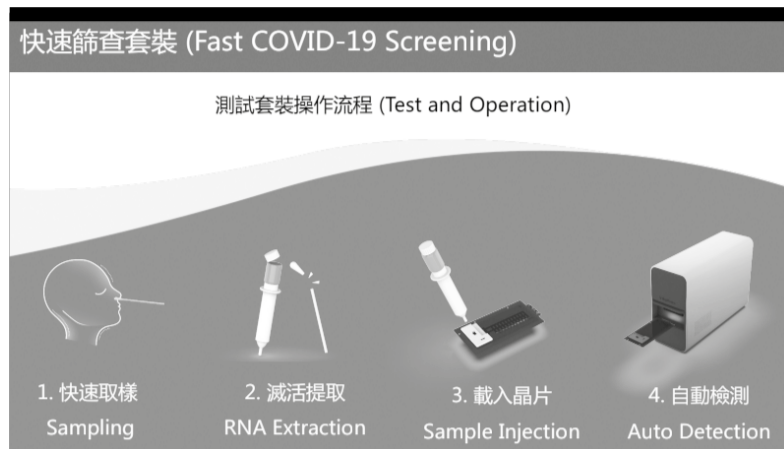 快速篩查套裝 (Fast COVID-19 Screening)
測試套裝操作流程 (Test and Operation)
1. 快速取樣
Sampling
2. 滅活提取
RNA Extraction
3. 載入晶片
Sample Injection
4. 自動檢測
Auto Detection